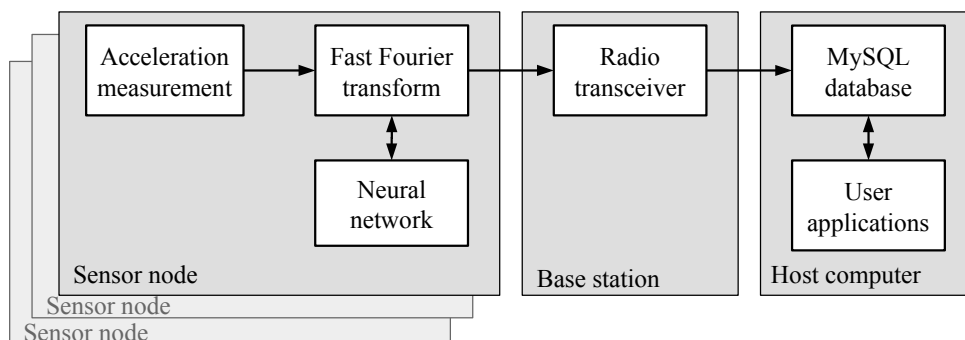 Acceleration
measurement
Fast Fourier
transform
Neural
network
Sensor node
Sensor node
Sensor node
Radio
transceiver
Base station
MySQL
database
User
applications
Host computer